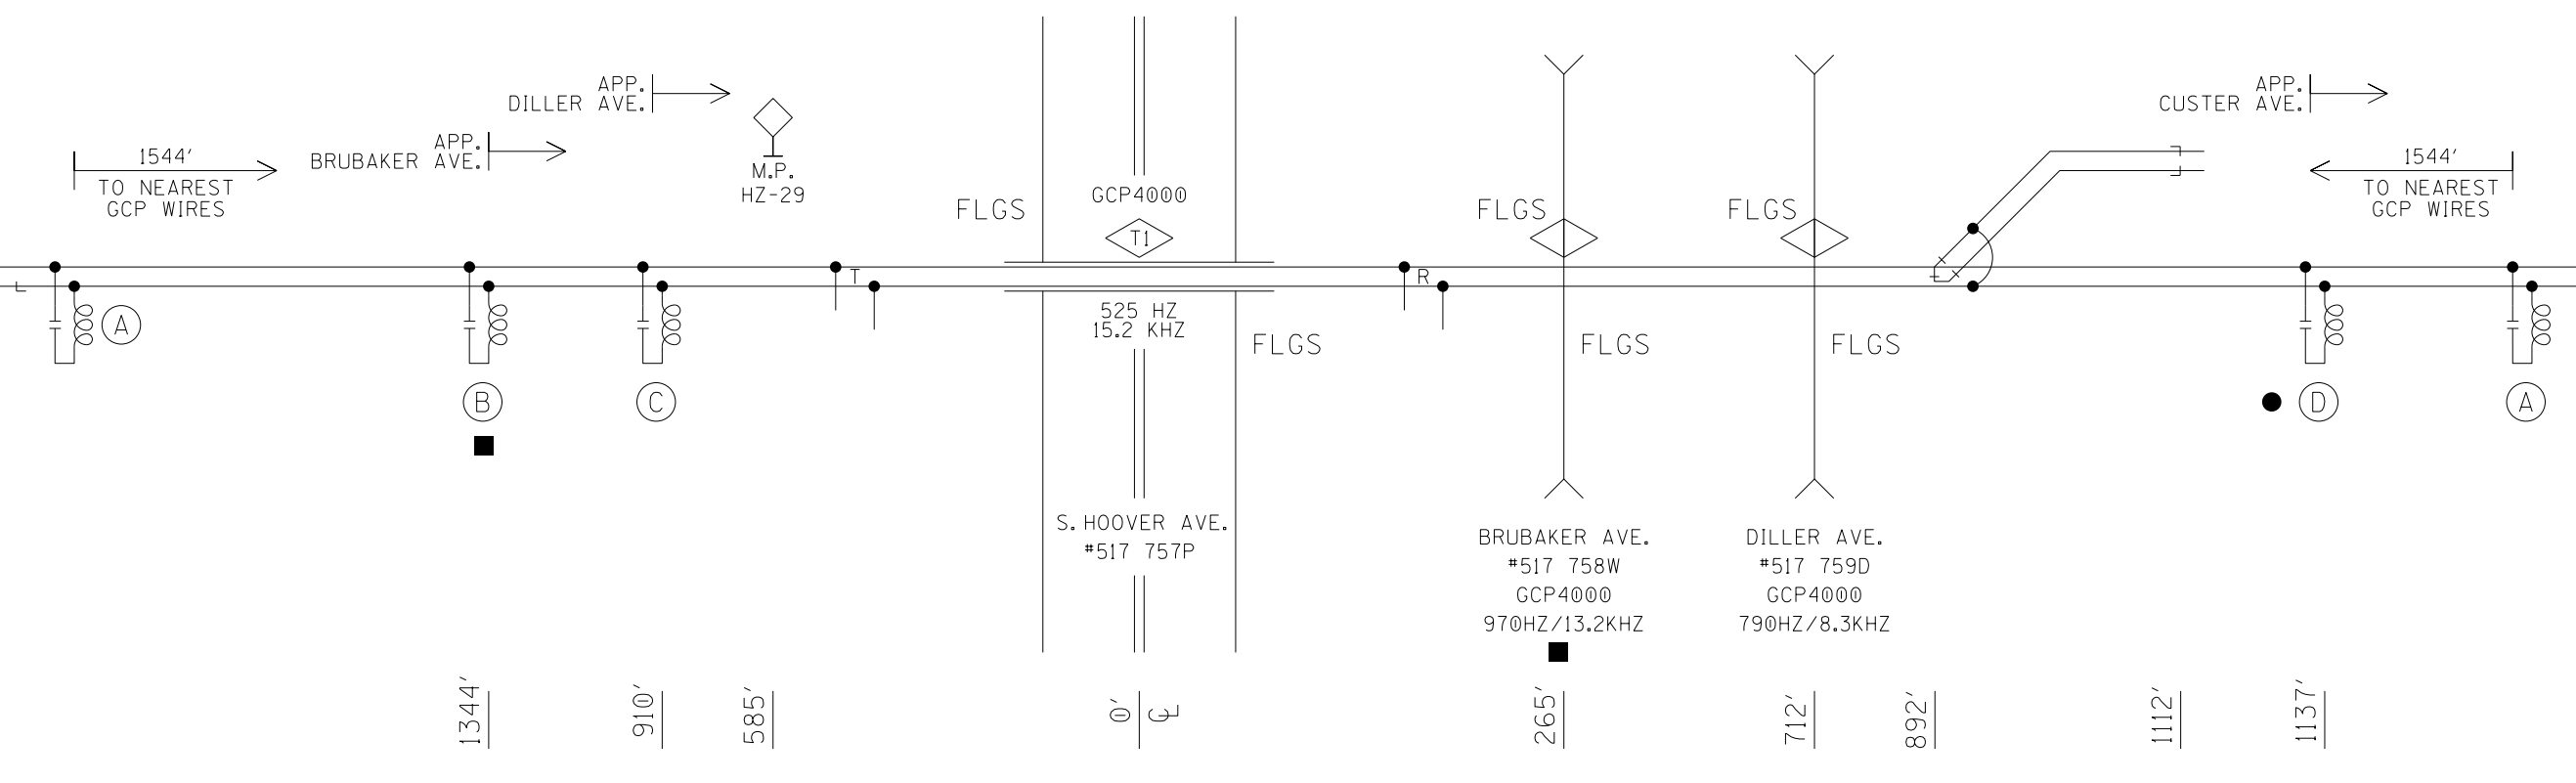 APP.
DILLER AVE.
APP.
CUSTER AVE.
APP.
BRUBAKER AVE.
1544'
TO NEAREST
GCP WIRES
M.P.
HZ-29
1544'
TO NEAREST
GCP WIRES
FLGS
GCP4000
T1
FLGS
FLGS
L
T
R
525 HZ
15.2 KHZ
FLGS
FLGS
FLGS
A
B
C
D
A
S. HOOVER AVE.
#517 757P
BRUBAKER AVE.
#517 758W
GCP4000
970HZ/13.2KHZ
DILLER AVE.
#517 759D
GCP4000
790HZ/8.3KHZ
1344'
910'
585'
0'
CL
265'
712'
892'
1112'
1137'